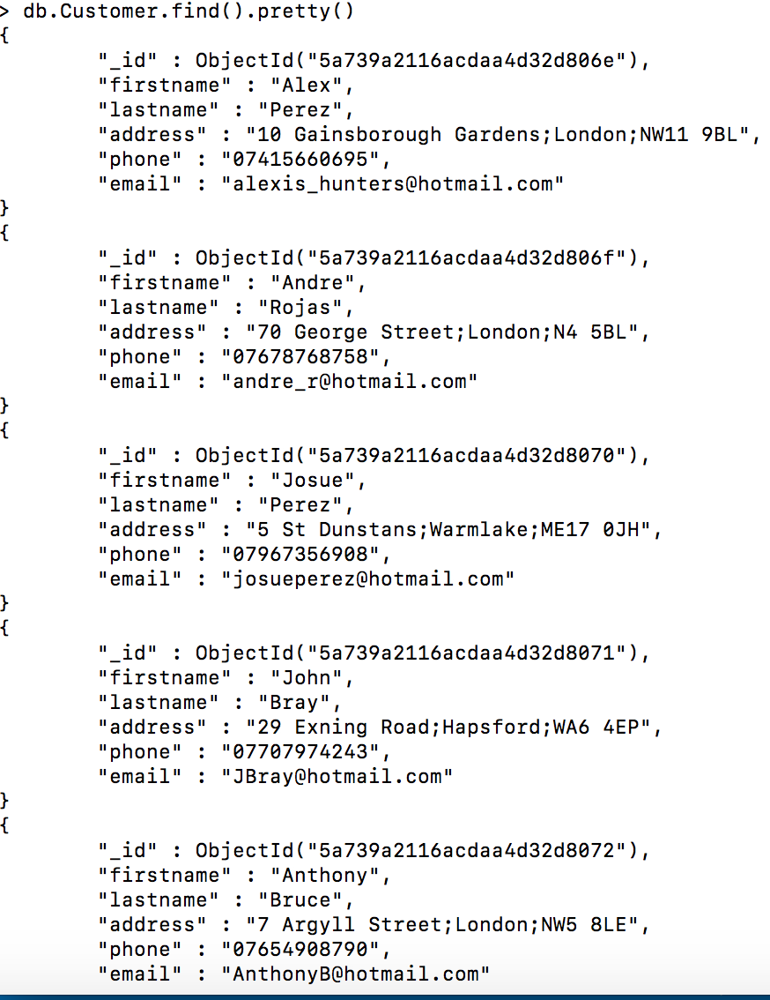 > db.Customer.find().pretty()
{
"_id" : ObjectId("5a739a2116acdaa4d32d806e"),
"firstname" : "Alex",
"lastname" : "Perez",
"address" : "10 Gainsborough Gardens;London;NW11 9BL",
"phone" : "07415660695",
"email" : "alexis_hunters@hotmail.com"
}
{
"_id" : ObjectId("5a739a2116acdaa4d32d806f"),
"firstname" : "Andre",
"lastname" : "Rojas",
"address" : "70 George Street;London;N4 5BL",
"phone" : "07678768758",
"email" : "andre_r@hotmail.com"
}
{
"_id" : ObjectId("5a739a2116acdaa4d32d8070"),
"firstname" : "Josue",
"lastname" : "Perez",
"address" : "5 St Dunstans;Warmlake;ME17 0JH",
"phone" : "07967356908",
"email" : "josueperez@hotmail.com"
}
{
"_id" : ObjectId("5a739a2116acdaa4d32d8071"),
"firstname" : "John",
"lastname" : "Bray",
"address" : "29 Exning Road;Hapsford;WA6 4EP",
"phone" : "07707974243",
"email" : "JBray@hotmail.com"
}
{
"_id" : ObjectId("5a739a2116acdaa4d32d8072"),
"firstname" : "Anthony",
"lastname" : "Bruce",
"address" : "7 Argyll Street;London;NW5 8LE",
"phone" : "07654908790",
"email" : "AnthonyB@hotmail.com"